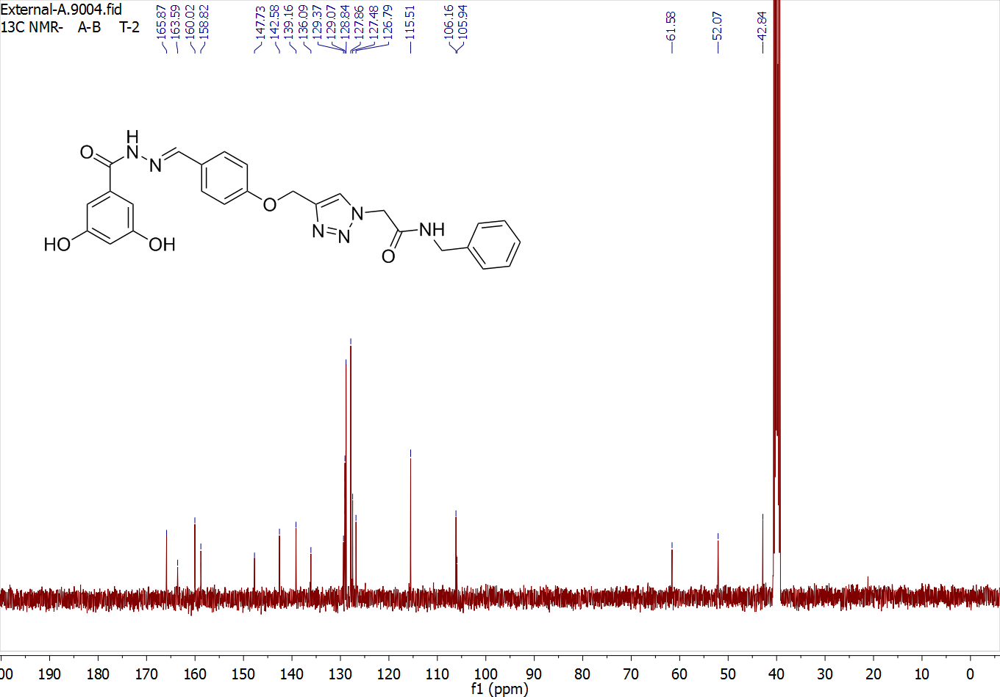 External-A.9004.fid
13C NMR- A-B T-2
165.87
163.59
160.02
158.82
147.73
142.58
139.16
136.09
129.37
129.07
128.84
127.86
127.48
126.79
115.51
106.16
105.94
61.58
52.07
42.84
H
O
N
N
O
N
N
N
NH
O
HO
OH
00 190 180 170 160 150 140 130 120 110 100 90 80 70 60 50 40 30 20 10 0
f1 (ppm)